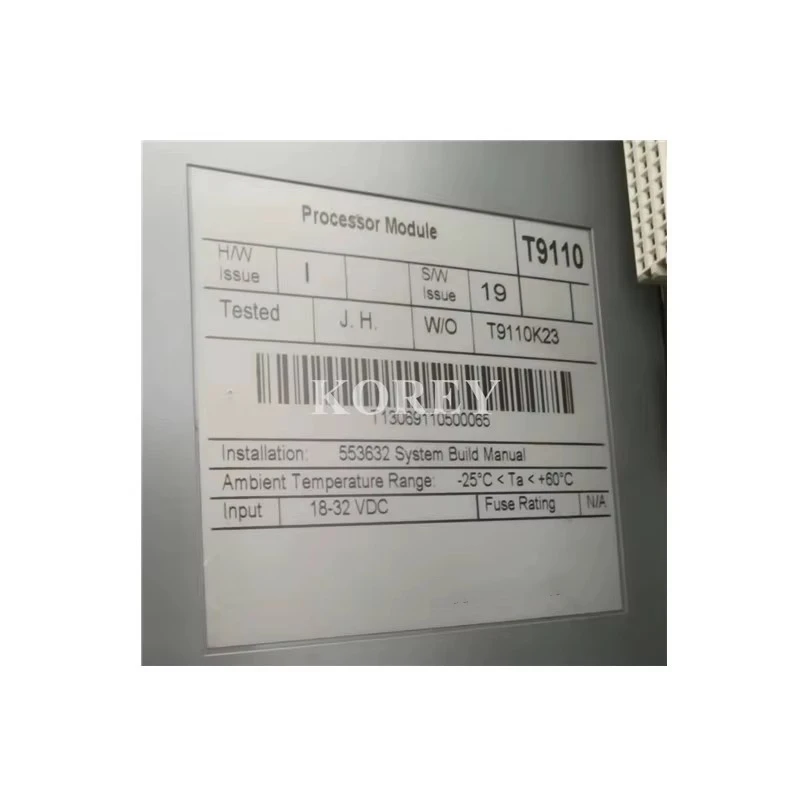 Processor Module T9110
H/W Issue I S/W Issue 19
Tested J. H. W/O T9110K23
KOREY
T13069110500065
Installation: 553632 System Build Manual
Ambient Temperature Range: -25°C < Ta < +60°C
Input 18-32 VDC Fuse Rating N/A